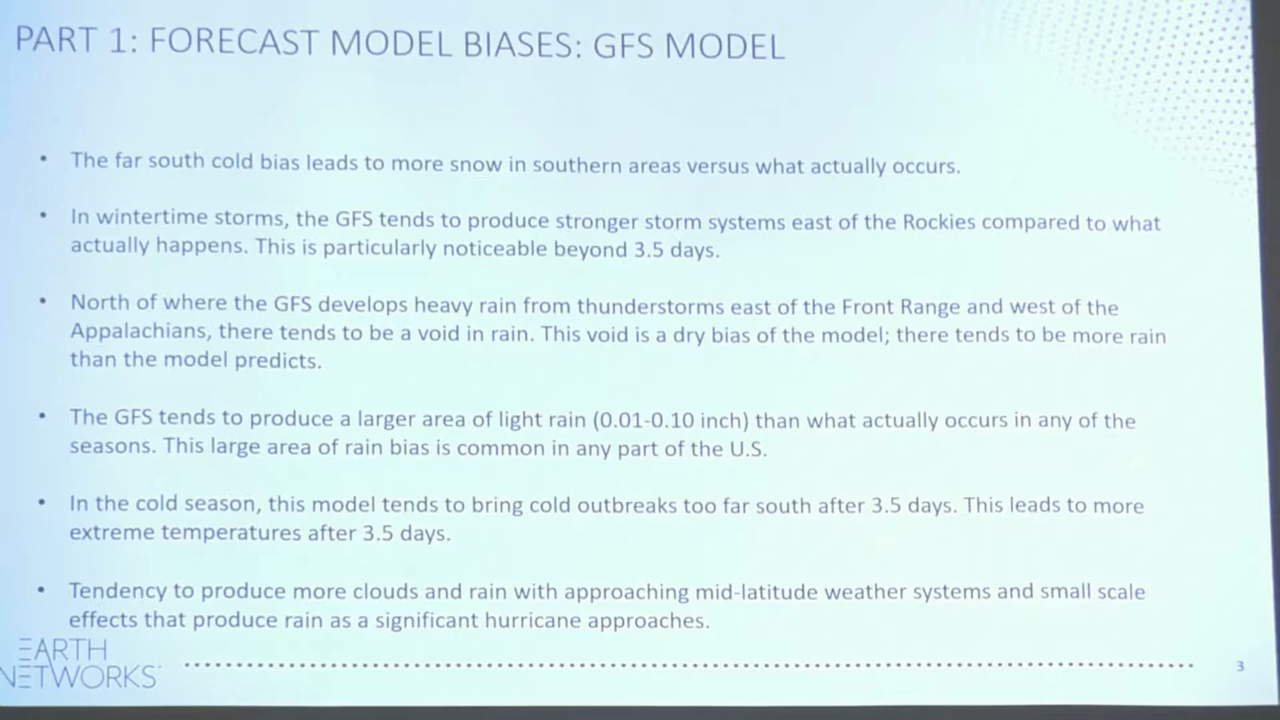 PART 1: FORECAST MODEL BIASES: GFS MODEL
• The far south cold bias leads to more snow in southern areas versus what actually occurs.
• In wintertime storms, the GFS tends to produce stronger storm systems east of the Rockies compared to what
actually happens. This is particularly noticeable beyond 3.5 days.
• North of where the GFS develops heavy rain from thunderstorms east of the Front Range and west of the
Appalachians, there tends to be a void in rain. This void is a dry bias of the model; there tends to be more rain
than the model predicts.
• The GFS tends to produce a larger area of light rain (0.01-0.10 inch) than what actually occurs in any of the
seasons. This large area of rain bias is common in any part of the U.S.
• In the cold season, this model tends to bring cold outbreaks too far south after 3.5 days. This leads to more
extreme temperatures after 3.5 days.
• Tendency to produce more clouds and rain with approaching mid-latitude weather systems and small scale
effects that produce rain as a significant hurricane approaches.
EARTH
NETWORKS
3